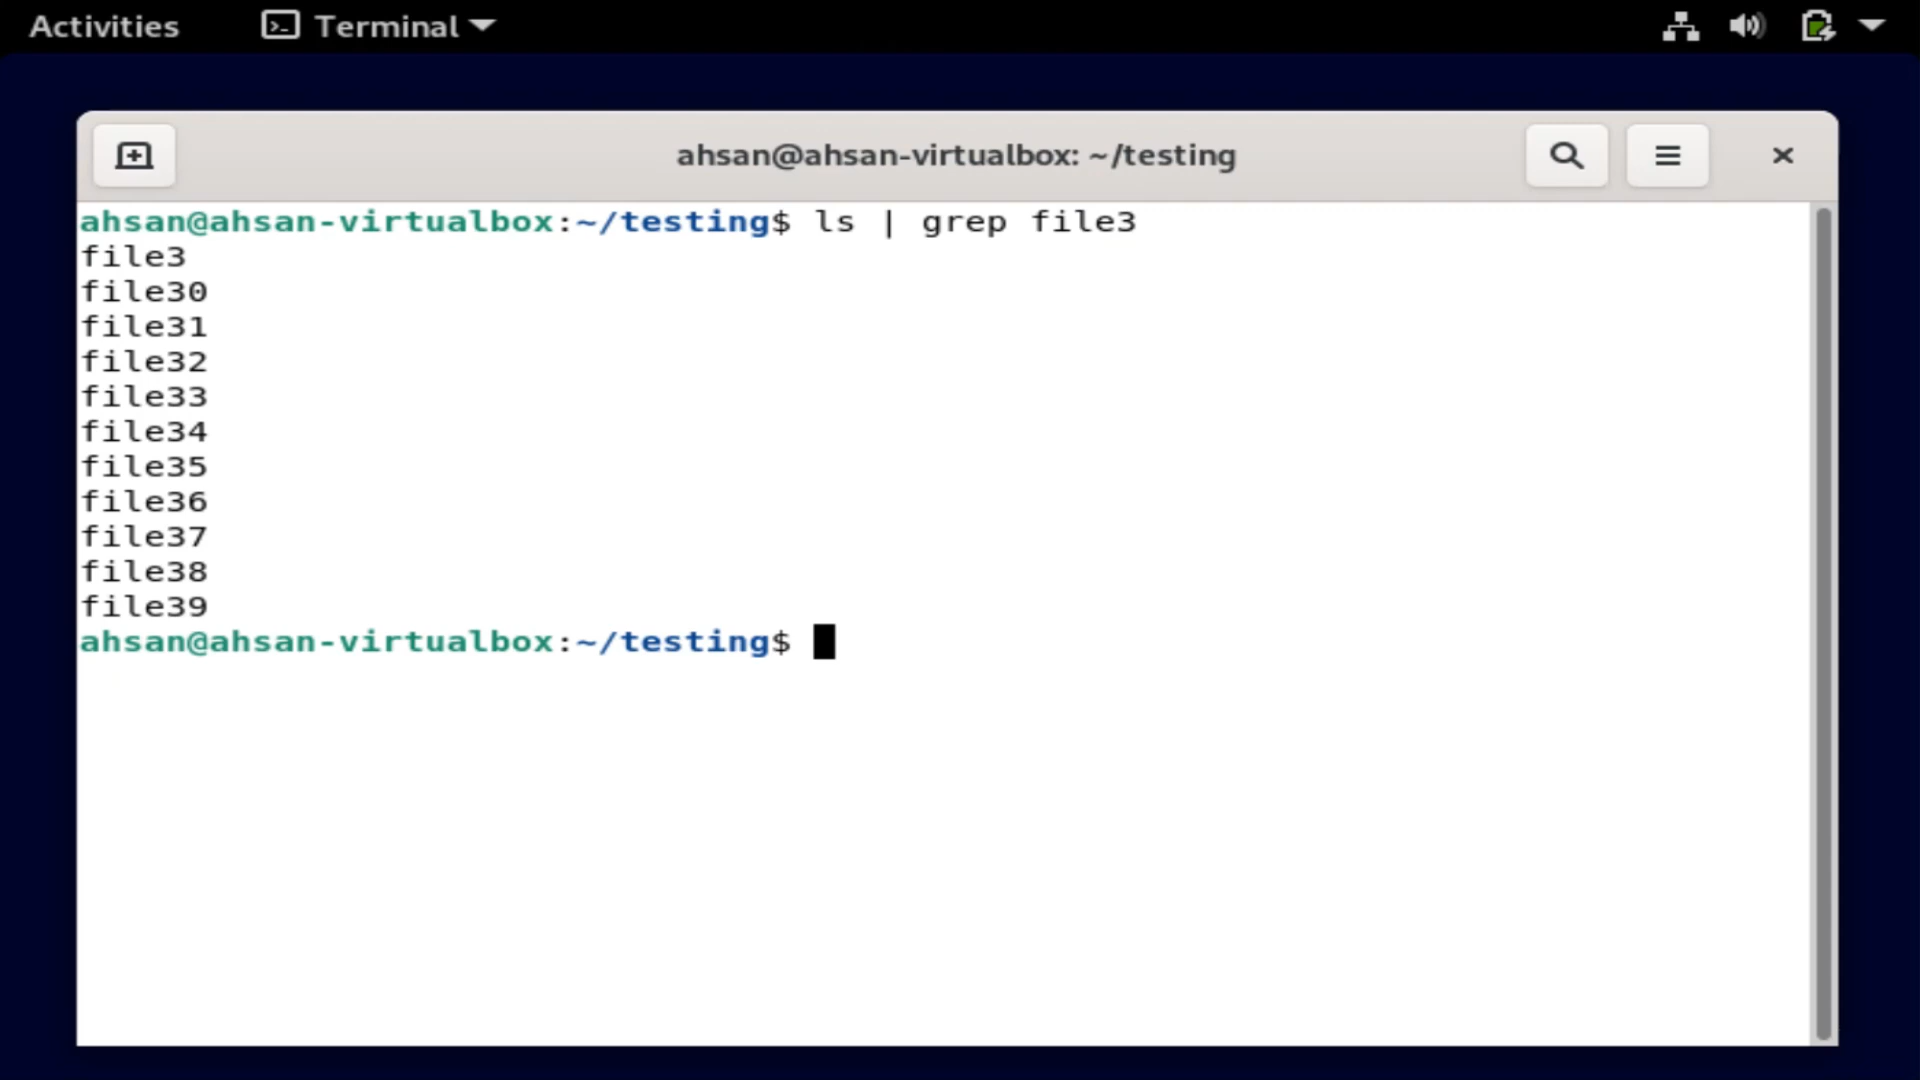 Activities Terminal
ahsan@ahsan-virtualbox: ~/testing
ahsan@ahsan-virtualbox:~/testing$ ls | grep file3
file3
file30
file31
file32
file33
file34
file35
file36
file37
file38
file39
ahsan@ahsan-virtualbox:~/testing$